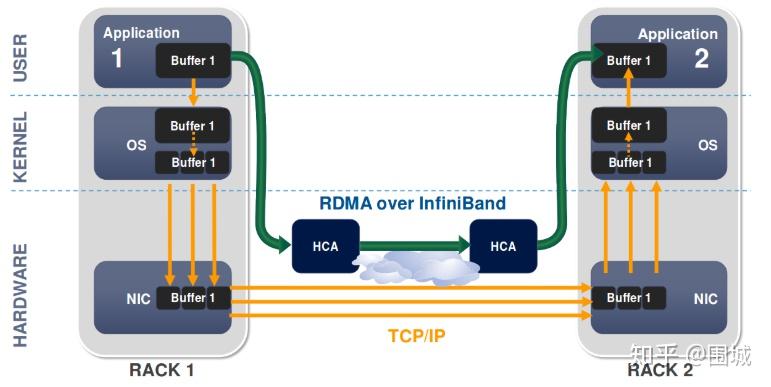 USER
Application
1
Buffer 1
Application
2
Buffer 1
KERNEL
OS
Buffer 1
Buffer 1
Buffer 1
Buffer 1
OS
RDMA over InfiniBand
HCA
HCA
HARDWARE
NIC
Buffer 1
Buffer 1
NIC
TCP/IP
RACK 1
RACK 2
知乎 @围城